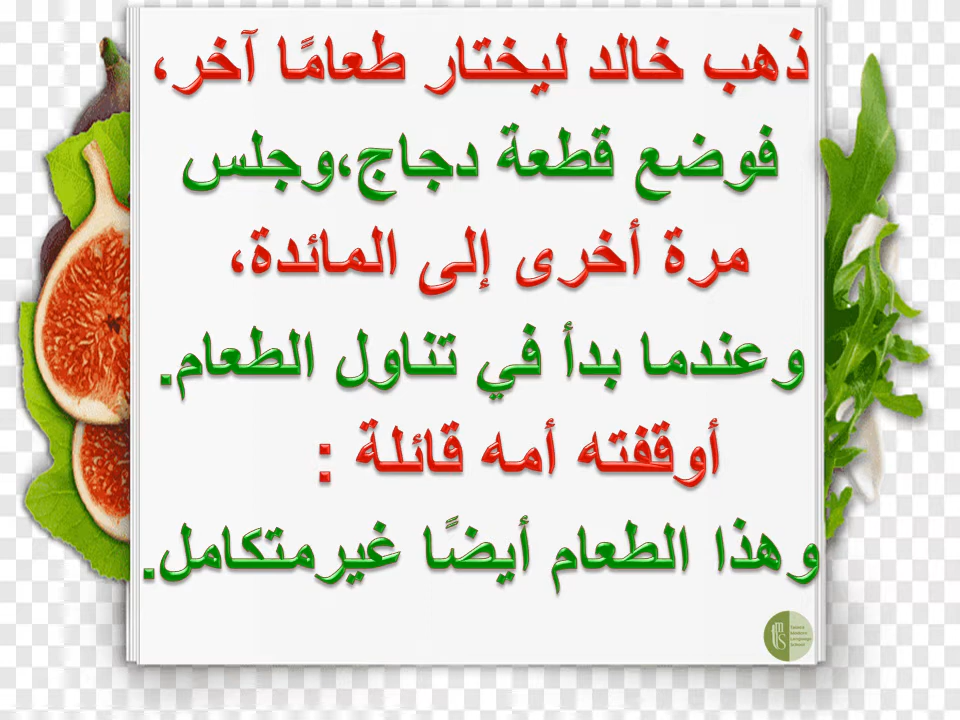 ذهب خالد ليختار طعامًا آخر،
فوضع قطعة دجاج،وجلس
مرة أخرى إلى المائدة،
وعندما بدأ في تناول الطعام.
أوقفته أمه قائلة :
وهذا الطعام أيضًا غيرمتكامل.